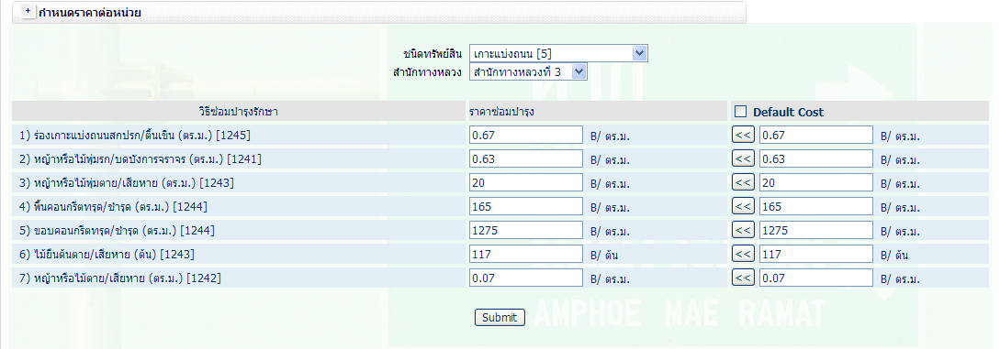 + กำหนดราคาต่อหน่วย
ชนิดทรัพย์สิน เกาะแบ่งถนน [5]
สำนักทางหลวง สำนักทางหลวงที่ 3
วิธีซ่อมบำรุงรักษา ราคาซ่อมบำรุง Default Cost
1) ร่องเกาะแบ่งถนนสกปรก/ตื้นเขิน (ตร.ม.) [1245] 0.67 B/ ตร.ม. << 0.67 B/ ตร.ม.
2) หญ้าหรือไม้พุ่มรก/บดบังการจราจร (ตร.ม.) [1241] 0.63 B/ ตร.ม. << 0.63 B/ ตร.ม.
3) หญ้าหรือไม้พุ่มตาย/เสียหาย (ตร.ม.) [1243] 20 B/ ตร.ม. << 20 B/ ตร.ม.
4) พื้นคอนกรีตทรุด/ชำรุด (ตร.ม.) [1244] 165 B/ ตร.ม. << 165 B/ ตร.ม.
5) ขอบคอนกรีตทรุด/ชำรุด (ตร.ม.) [1244] 1275 B/ ตร.ม. << 1275 B/ ตร.ม.
6) ไม้ยืนต้นตาย/เสียหาย (ต้น) [1243] 117 B/ ต้น << 117 B/ ต้น
7) หญ้าหรือไม้ตาย/เสียหาย (ตร.ม.) [1242] 0.07 B/ ตร.ม. << 0.07 B/ ตร.ม.
Submit
AMPHOE MAE RAMAT